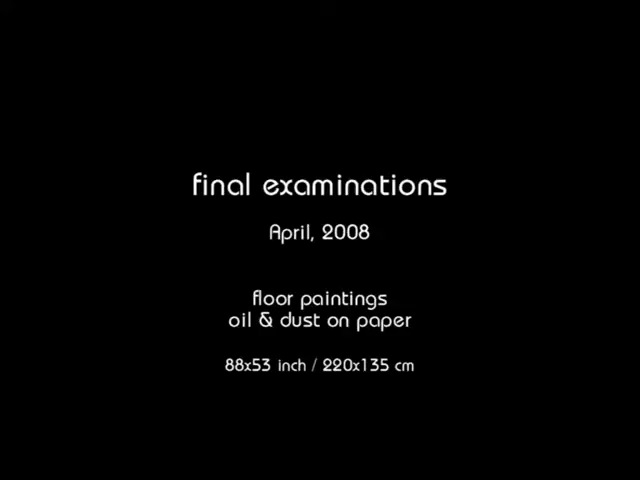 final examinations
April, 2008
floor paintings
oil & dust on paper
88x53 inch / 220x135 cm